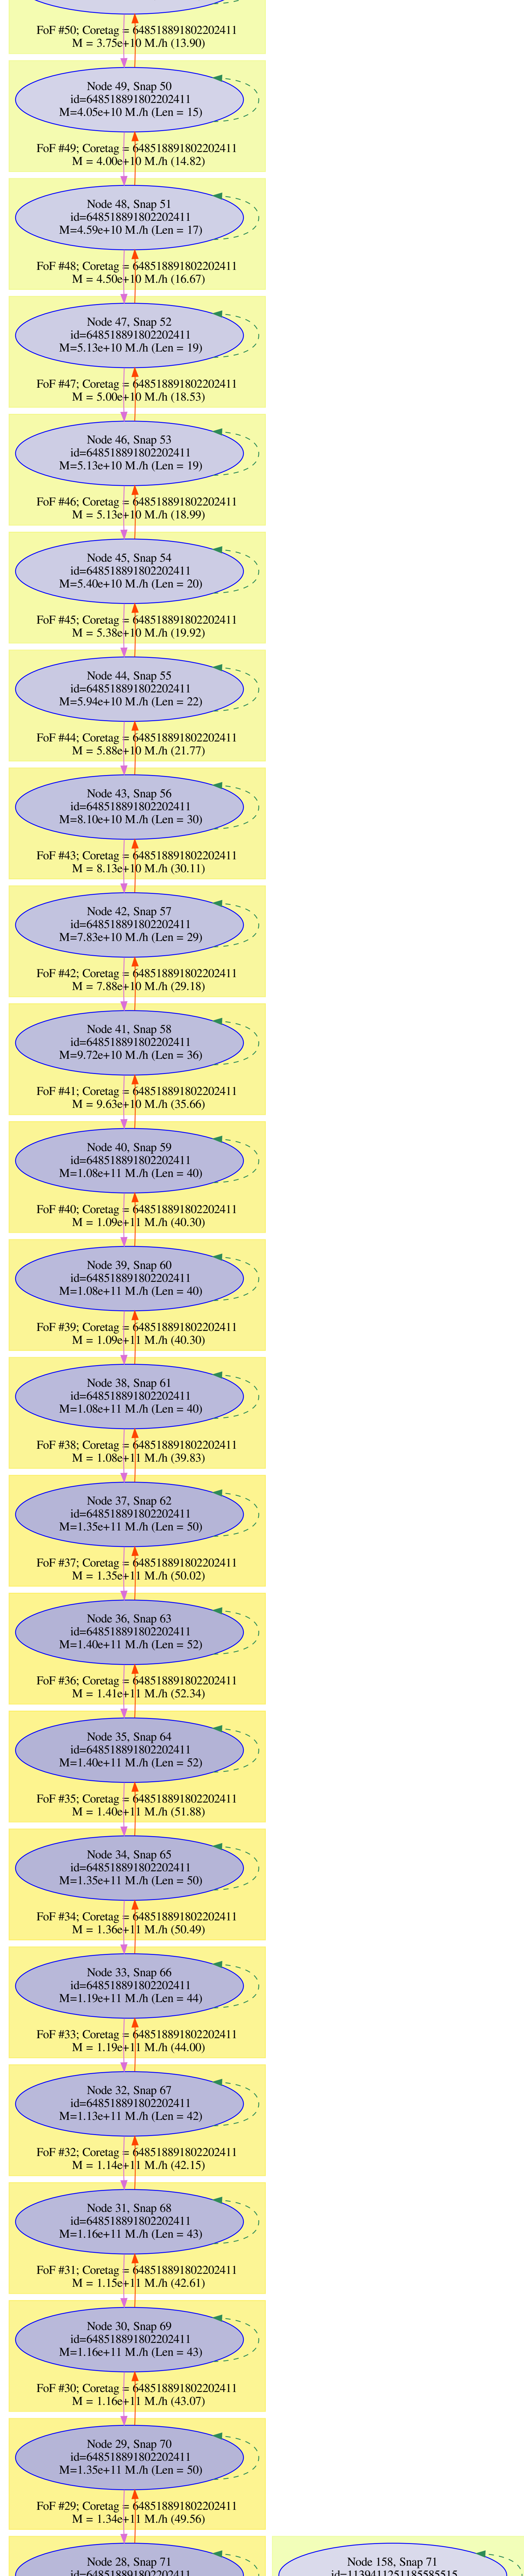 FoF #50; Coretag = 648518891802202411
M = 3.75e+10 M./h (13.90)
Node 49, Snap 50
id=648518891802202411
M=4.05e+10 M./h (Len = 15)
FoF #49; Coretag = 648518891802202411
M = 4.00e+10 M./h (14.82)
Node 48, Snap 51
id=648518891802202411
M=4.59e+10 M./h (Len = 17)
FoF #48; Coretag = 648518891802202411
M = 4.50e+10 M./h (16.67)
Node 47, Snap 52
id=648518891802202411
M=5.13e+10 M./h (Len = 19)
FoF #47; Coretag = 648518891802202411
M = 5.00e+10 M./h (18.53)
Node 46, Snap 53
id=648518891802202411
M=5.13e+10 M./h (Len = 19)
FoF #46; Coretag = 648518891802202411
M = 5.13e+10 M./h (18.99)
Node 45, Snap 54
id=648518891802202411
M=5.40e+10 M./h (Len = 20)
FoF #45; Coretag = 648518891802202411
M = 5.38e+10 M./h (19.92)
Node 44, Snap 55
id=648518891802202411
M=5.94e+10 M./h (Len = 22)
FoF #44; Coretag = 648518891802202411
M = 5.88e+10 M./h (21.77)
Node 43, Snap 56
id=648518891802202411
M=8.10e+10 M./h (Len = 30)
FoF #43; Coretag = 648518891802202411
M = 8.13e+10 M./h (30.11)
Node 42, Snap 57
id=648518891802202411
M=7.83e+10 M./h (Len = 29)
FoF #42; Coretag = 648518891802202411
M = 7.88e+10 M./h (29.18)
Node 41, Snap 58
id=648518891802202411
M=9.72e+10 M./h (Len = 36)
FoF #41; Coretag = 648518891802202411
M = 9.63e+10 M./h (35.66)
Node 40, Snap 59
id=648518891802202411
M=1.08e+11 M./h (Len = 40)
FoF #40; Coretag = 648518891802202411
M = 1.09e+11 M./h (40.30)
Node 39, Snap 60
id=648518891802202411
M=1.08e+11 M./h (Len = 40)
FoF #39; Coretag = 648518891802202411
M = 1.09e+11 M./h (40.30)
Node 38, Snap 61
id=648518891802202411
M=1.08e+11 M./h (Len = 40)
FoF #38; Coretag = 648518891802202411
M = 1.08e+11 M./h (39.83)
Node 37, Snap 62
id=648518891802202411
M=1.35e+11 M./h (Len = 50)
FoF #37; Coretag = 648518891802202411
M = 1.35e+11 M./h (50.02)
Node 36, Snap 63
id=648518891802202411
M=1.40e+11 M./h (Len = 52)
FoF #36; Coretag = 648518891802202411
M = 1.41e+11 M./h (52.34)
Node 35, Snap 64
id=648518891802202411
M=1.40e+11 M./h (Len = 52)
FoF #35; Coretag = 648518891802202411
M = 1.40e+11 M./h (51.88)
Node 34, Snap 65
id=648518891802202411
M=1.35e+11 M./h (Len = 50)
FoF #34; Coretag = 648518891802202411
M = 1.36e+11 M./h (50.49)
Node 33, Snap 66
id=648518891802202411
M=1.19e+11 M./h (Len = 44)
FoF #33; Coretag = 648518891802202411
M = 1.19e+11 M./h (44.00)
Node 32, Snap 67
id=648518891802202411
M=1.13e+11 M./h (Len = 42)
FoF #32; Coretag = 648518891802202411
M = 1.14e+11 M./h (42.15)
Node 31, Snap 68
id=648518891802202411
M=1.16e+11 M./h (Len = 43)
FoF #31; Coretag = 648518891802202411
M = 1.15e+11 M./h (42.61)
Node 30, Snap 69
id=648518891802202411
M=1.16e+11 M./h (Len = 43)
FoF #30; Coretag = 648518891802202411
M = 1.16e+11 M./h (43.07)
Node 29, Snap 70
id=648518891802202411
M=1.35e+11 M./h (Len = 50)
FoF #29; Coretag = 648518891802202411
M = 1.34e+11 M./h (49.56)
Node 28, Snap 71
id=648518891802202411
Node 158, Snap 71
id=1139411251185585515